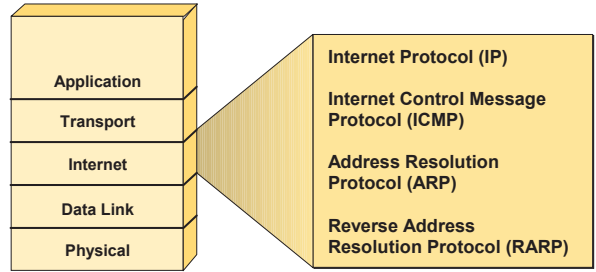 Application
Transport
Internet
Data Link
Physical
Internet Protocol (IP)
Internet Control Message
Protocol (ICMP)
Address Resolution
Protocol (ARP)
Reverse Address
Resolution Protocol (RARP)